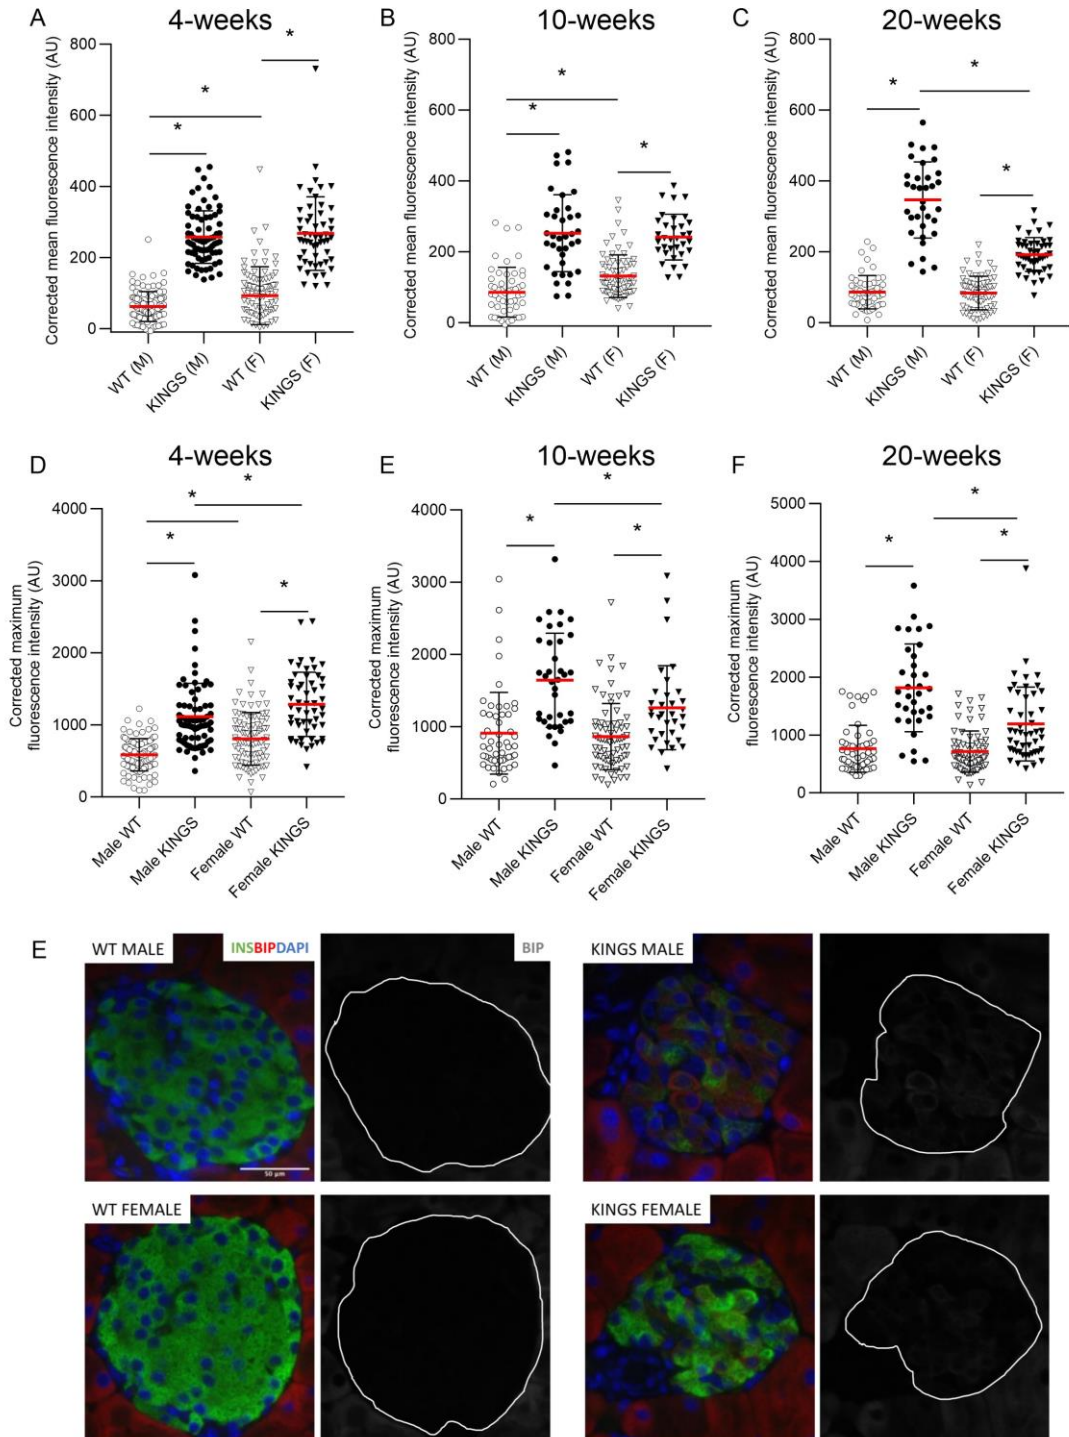 A
4-weeks
Corrected mean fluorescence intensity (AU)
800
600
400
200
0
*
*
*
WT (M)
KINGS (M)
WT (F)
KINGS (F)
B
10-weeks
Corrected mean fluorescence intensity (AU)
800
600
400
200
0
*
*
*
WT (M)
KINGS (M)
WT (F)
KINGS (F)
C
20-weeks
Corrected mean fluorescence intensity (AU)
800
600
400
200
0
*
*
*
WT (M)
KINGS (M)
WT (F)
KINGS (F)
D
4-weeks
Corrected maximum
fluorescence intensity (AU)
4000
3000
2000
1000
0
*
*
*
*
Male WT
Male KINGS
Female WT
Female KINGS
E
10-weeks
Corrected maximum
fluorescence intensity (AU)
4000
3000
2000
1000
0
*
*
*
Male WT
Male KINGS
Female WT
Female KINGS
F
20-weeks
Corrected maximum
fluorescence intensity (AU)
5000
4000
3000
2000
1000
0
*
*
*
Male WT
Male KINGS
Female WT
Female KINGS
E
WT MALE
INSBIPDAPI
BIP
KINGS MALE
50 µm
WT FEMALE
KINGS FEMALE